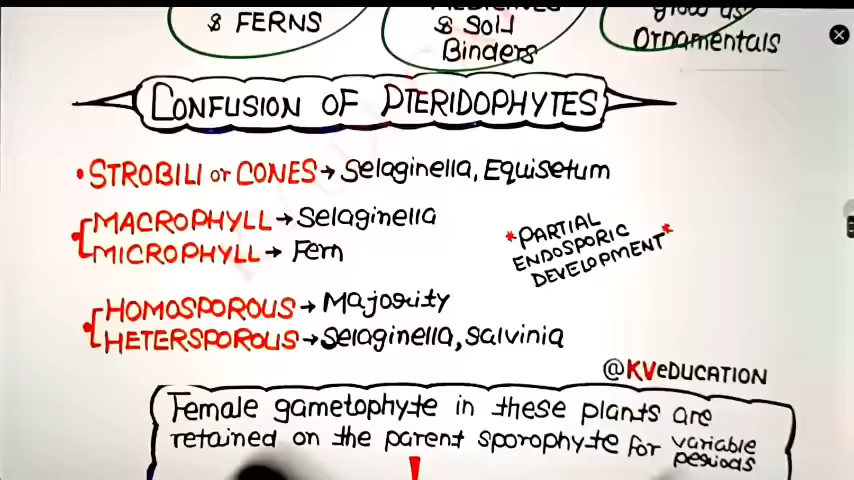 $ FERNS
MEDICINES
$ Soil
Binders
grow as
Ornamentals
CONFUSION OF PTERIDOPHYTES
• STROBILI or CONES → Selaginella, Equisetum
MACROPHYLL → Selaginella
MICROPHYLL → Fern
*PARTIAL
ENDOSPORIC
DEVELOPMENT*
HOMOSPOROUS → Majority
HETERSPOROUS → Selaginella, Salvinia
@KVeDUCATION
Female gametophyte in these plants are
retained on the parent sporophyte for variable
periods